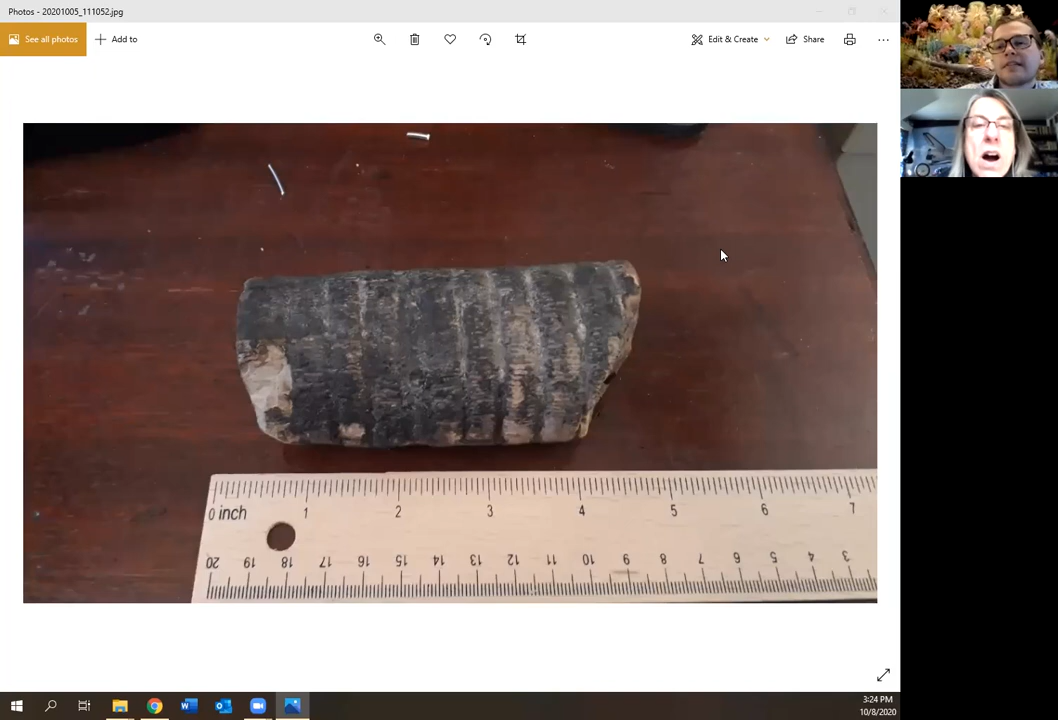 Photos - 20201005_111052.jpg
See all photos
Add to
Edit & Create
Share
0 inch 1 2 3 4 5 6 7
20 19 18 17 16 15 14 13 12 11 10 9 8 7 6 5 4 3
3:24 PM
10/8/2020